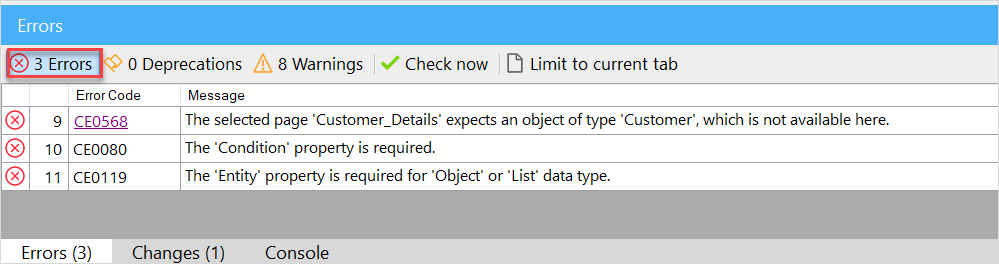 Errors
3 Errors 0 Deprecations 8 Warnings Check now Limit to current tab
Error Code Message
9 CE0568 The selected page 'Customer_Details' expects an object of type 'Customer', which is not available here.
10 CE0080 The 'Condition' property is required.
11 CE0119 The 'Entity' property is required for 'Object' or 'List' data type.
Errors (3) Changes (1) Console